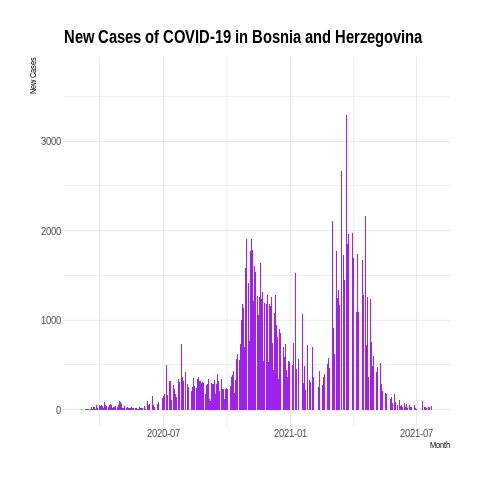 New Cases of COVID-19 in Bosnia and Herzegovina
New Cases
3000
2000
1000
0
2020-07
2021-01
2021-07
Month